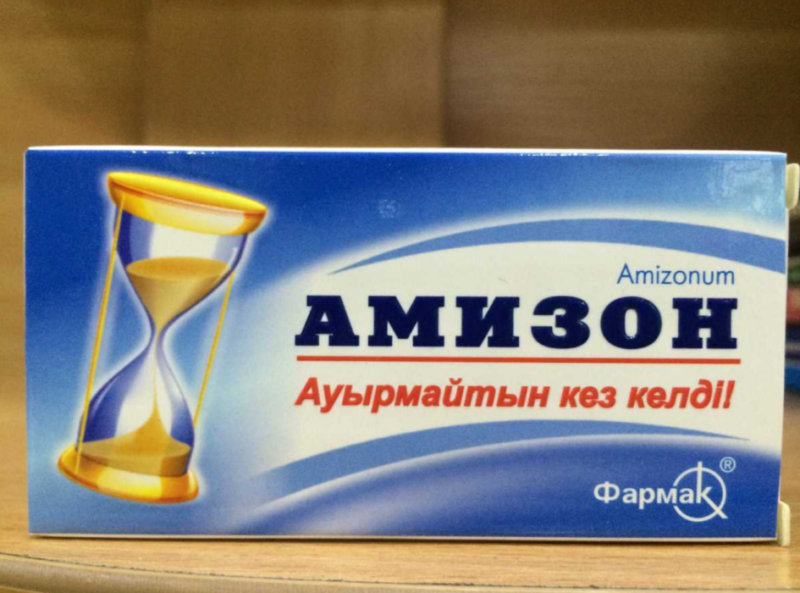 Amizonum
АМИЗОН
Ауырмайтын кез келді!
Фармак ®